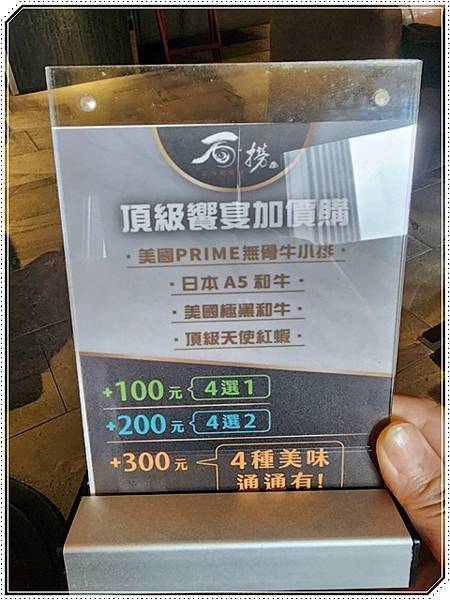 石撈
頂級饗宴加價購
·美國PRIME無骨牛小排·
·日本A5和牛·
·美國極黑和牛·
·頂級天使紅蝦·
+100元 4選1
+200元 4選2
+300元 4種美味
通通有!